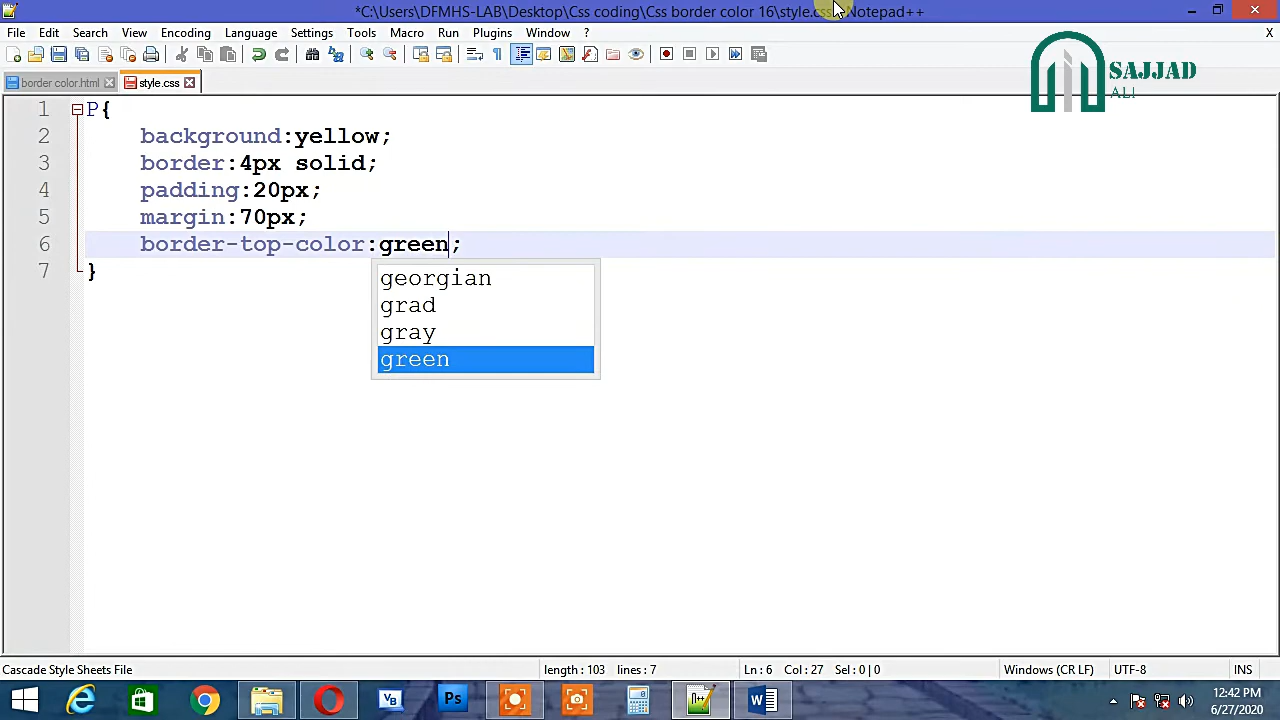 *C:\Users\DFMHS-LAB\Desktop\Css coding\Css border color 16\style.css - Notepad++
File Edit Search View Encoding Language Settings Tools Macro Run Plugins Window ? X
SAJJAD
ALI
border color.html style.css
1 P{
2 background:yellow;
3 border:4px solid;
4 padding:20px;
5 margin:70px;
6 border-top-color:green;
7 }
georgian
grad
gray
green
Cascade Style Sheets File length : 103 lines : 7 Ln : 6 Col : 27 Sel : 0 | 0 Windows (CR LF) UTF-8 INS
12:42 PM
6/27/2020